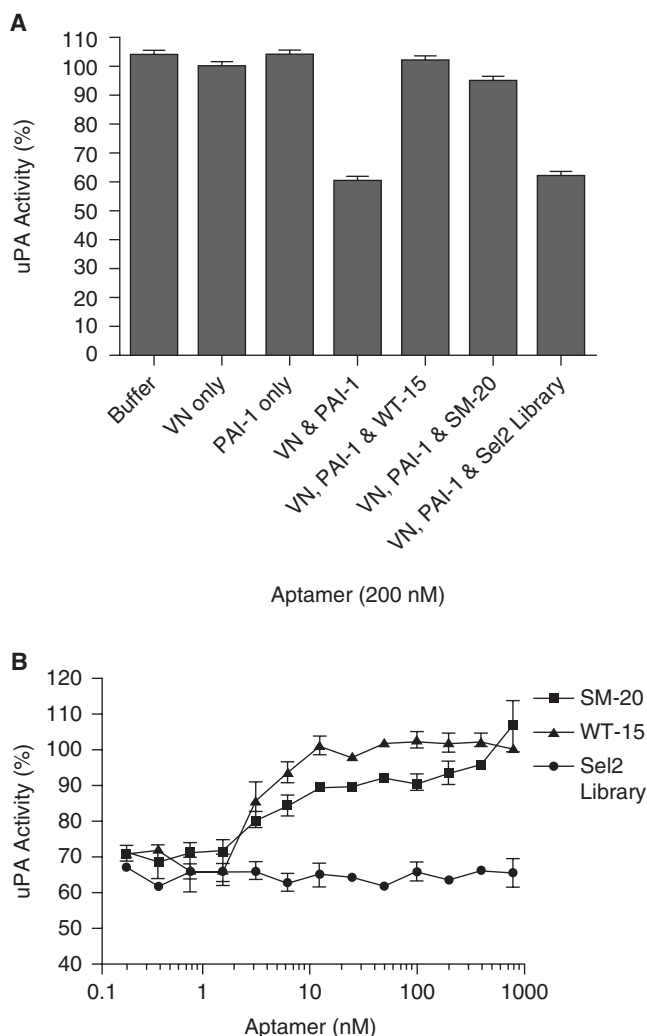 A
110
100
90
80
70
60
50
40
30
20
10
0
uPA Activity (%)
Buffer
VN only
PAI-1 only
VN & PAI-1
VN, PAI-1 & WT-15
VN, PAI-1 & SM-20
VN, PAI-1 & Sel2 Library
Aptamer (200 nM)
B
120
110
100
90
80
70
60
50
40
uPA Activity (%)
0.1 1 10 100 1000
Aptamer (nM)
SM-20
WT-15
Sel2
Library